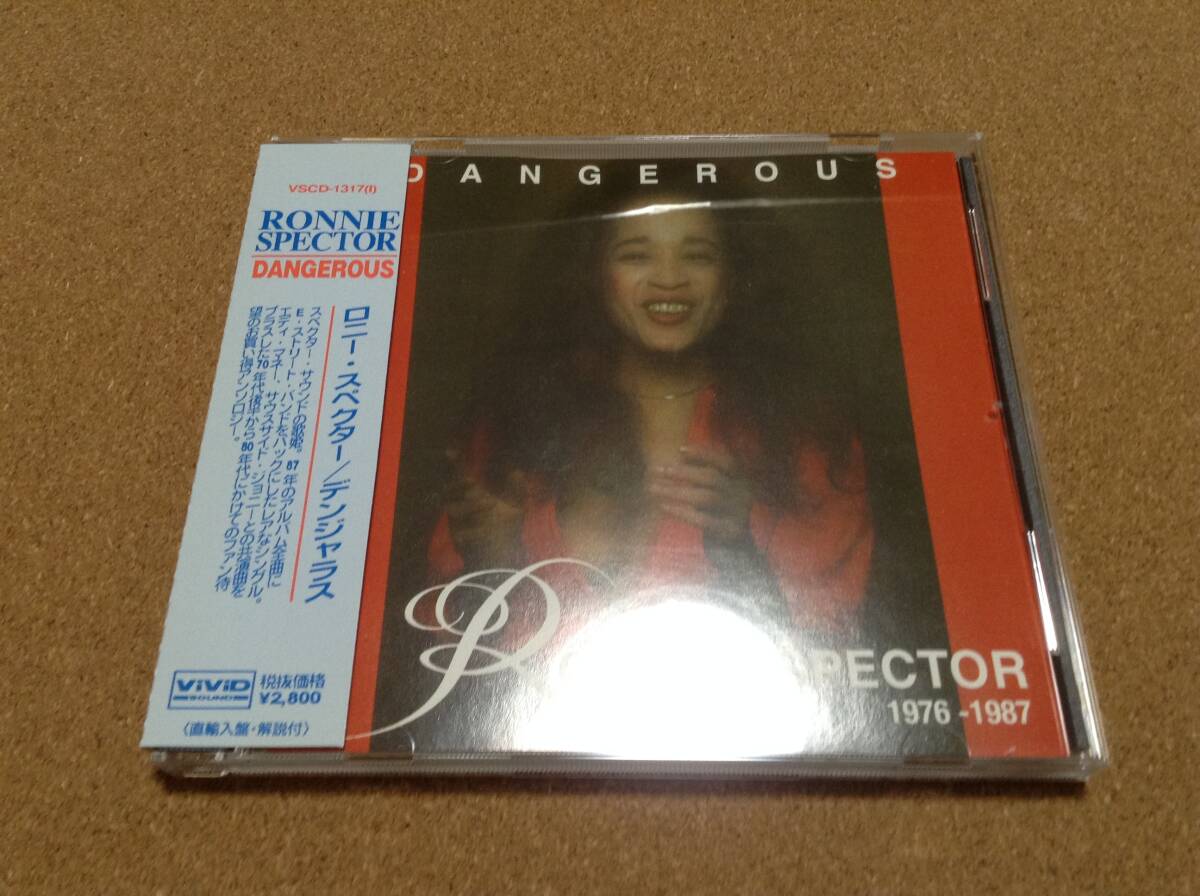 VSCD-1317(I)
RONNIE
SPECTOR
DANGEROUS
ロニー・スペクター/デンジャラス
スペクター・サウンドの歌姫。87年のアルバム全曲に
E・ストリート・バンドをバックにしたレアなシングル。
エディ・マネー、サウスサイド・ジョニーとの共演曲を
プラスした70年代後半から80年代にかけてのファン待
望のお買い得アンソロジー。
ViViD
SOUND
税抜価格
¥2,800
〈直輸入盤・解説付〉
DANGEROUS
R SPECTOR
1976-1987